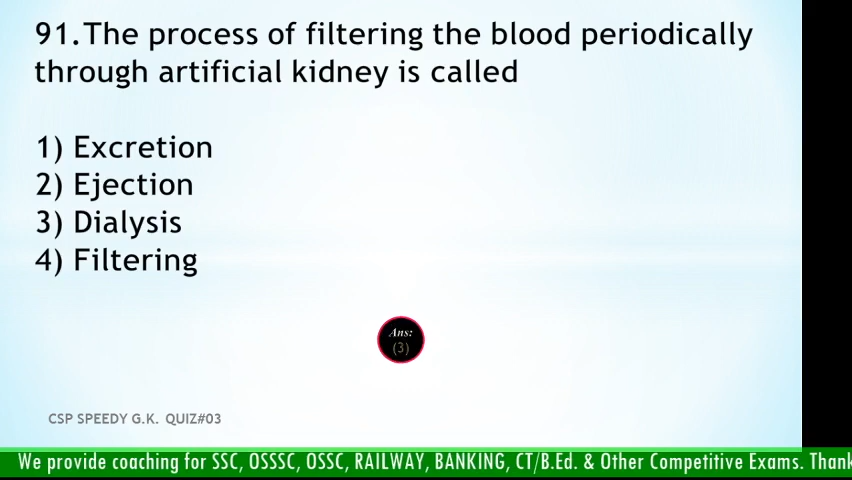 91.The process of filtering the blood periodically
through artificial kidney is called
1) Excretion
2) Ejection
3) Dialysis
4) Filtering
Ans:
(3)
CSP SPEEDY G.K. QUIZ#03
We provide coaching for SSC, OSSSC, OSSC, RAILWAY, BANKING, CT/B.Ed. & Other Competitive Exams. Thank